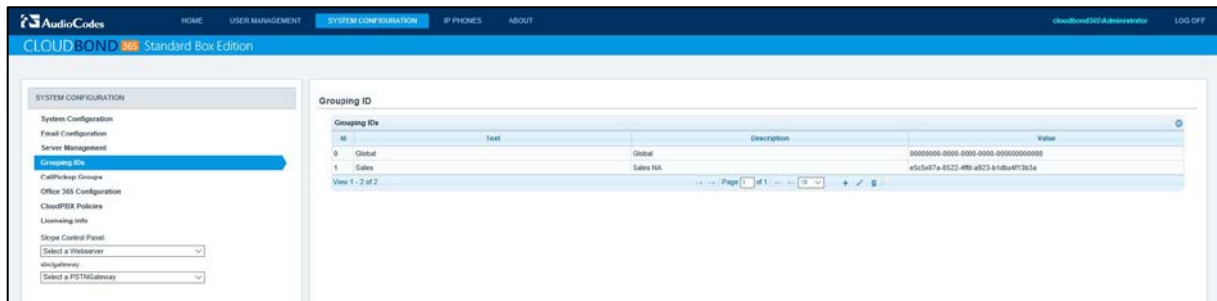 AudioCodes HOME USER MANAGEMENT SYSTEM CONFIGURATION IP PHONES ABOUT cloudbond365\Administrator LOG OFF
CLOUDBOND 365 Standard Box Edition
SYSTEM CONFIGURATION
System Configuration
Email Configuration
Server Management
Grouping IDs
CallPickup Groups
Office 365 Configuration
CloudPBX Policies
Licensing info
Skype Control Panel
Select a Webserver
Select a PSTNGateway
Grouping ID
Grouping IDs
Id Text Description Value
0 Global Global 00000000-0000-0000-0000-000000000000
1 Sales Sales NA
View 1 - 2 of 2 Page 1 of 1 10